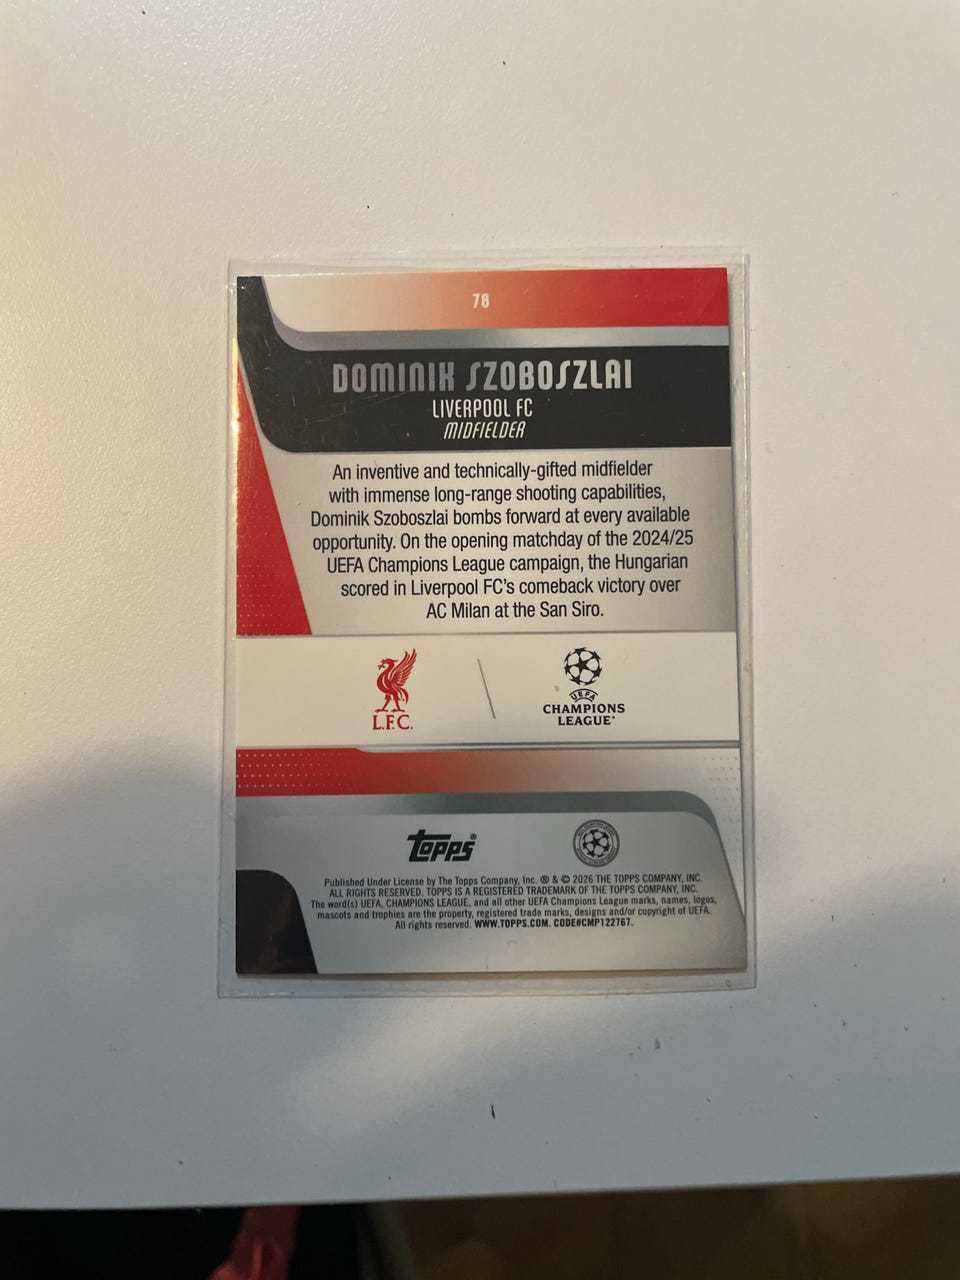 78
DOMINIK SZOBOSZLAI
LIVERPOOL FC
MIDFIELDER
An inventive and technically-gifted midfielder
with immense long-range shooting capabilities,
Dominik Szoboszlai bombs forward at every available
opportunity. On the opening matchday of the 2024/25
UEFA Champions League campaign, the Hungarian
scored in Liverpool FC's comeback victory over
AC Milan at the San Siro.
L.F.C.
UEFA
CHAMPIONS
LEAGUE
Topps®
Published Under License by The Topps Company, Inc. ® & © 2026 THE TOPPS COMPANY, INC.
ALL RIGHTS RESERVED. TOPPS IS A REGISTERED TRADEMARK OF THE TOPPS COMPANY, INC.
The word(s) UEFA, CHAMPIONS LEAGUE, and all other UEFA Champions League marks, names, logos,
mascots and trophies are the property, registered trade marks, designs and/or copyright of UEFA.
All rights reserved. WWW.TOPPS.COM. CODE#CMP122767.